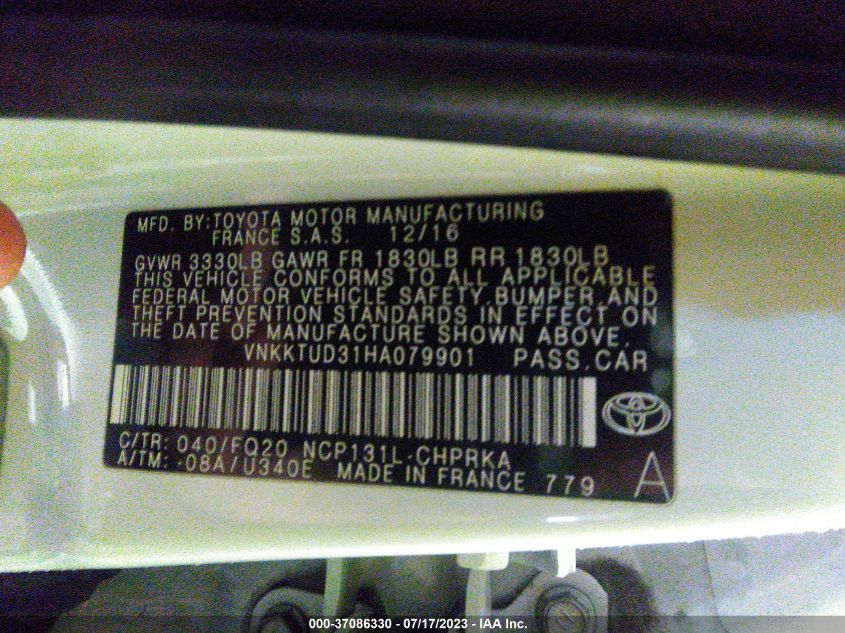 MFD. BY:TOYOTA MOTOR MANUFACTURING
FRANCE S.A.S. 12/16
GVWR 3330LB GAWR FR 1830LB RR 1830LB
THIS VEHICLE CONFORMS TO ALL APPLICABLE
FEDERAL MOTOR VEHICLE SAFETY,BUMPER,AND
THEFT PREVENTION STANDARDS IN EFFECT ON
THE DATE OF MANUFACTURE SHOWN ABOVE.
VNKKTUD31HA079901 PASS.CAR
C/TR: 040/FQ20 NCP131L-CHPRKA
A/TM: -08A/U340E MADE IN FRANCE 779
A
000-37086330 - 07/17/2023 - IAA Inc.